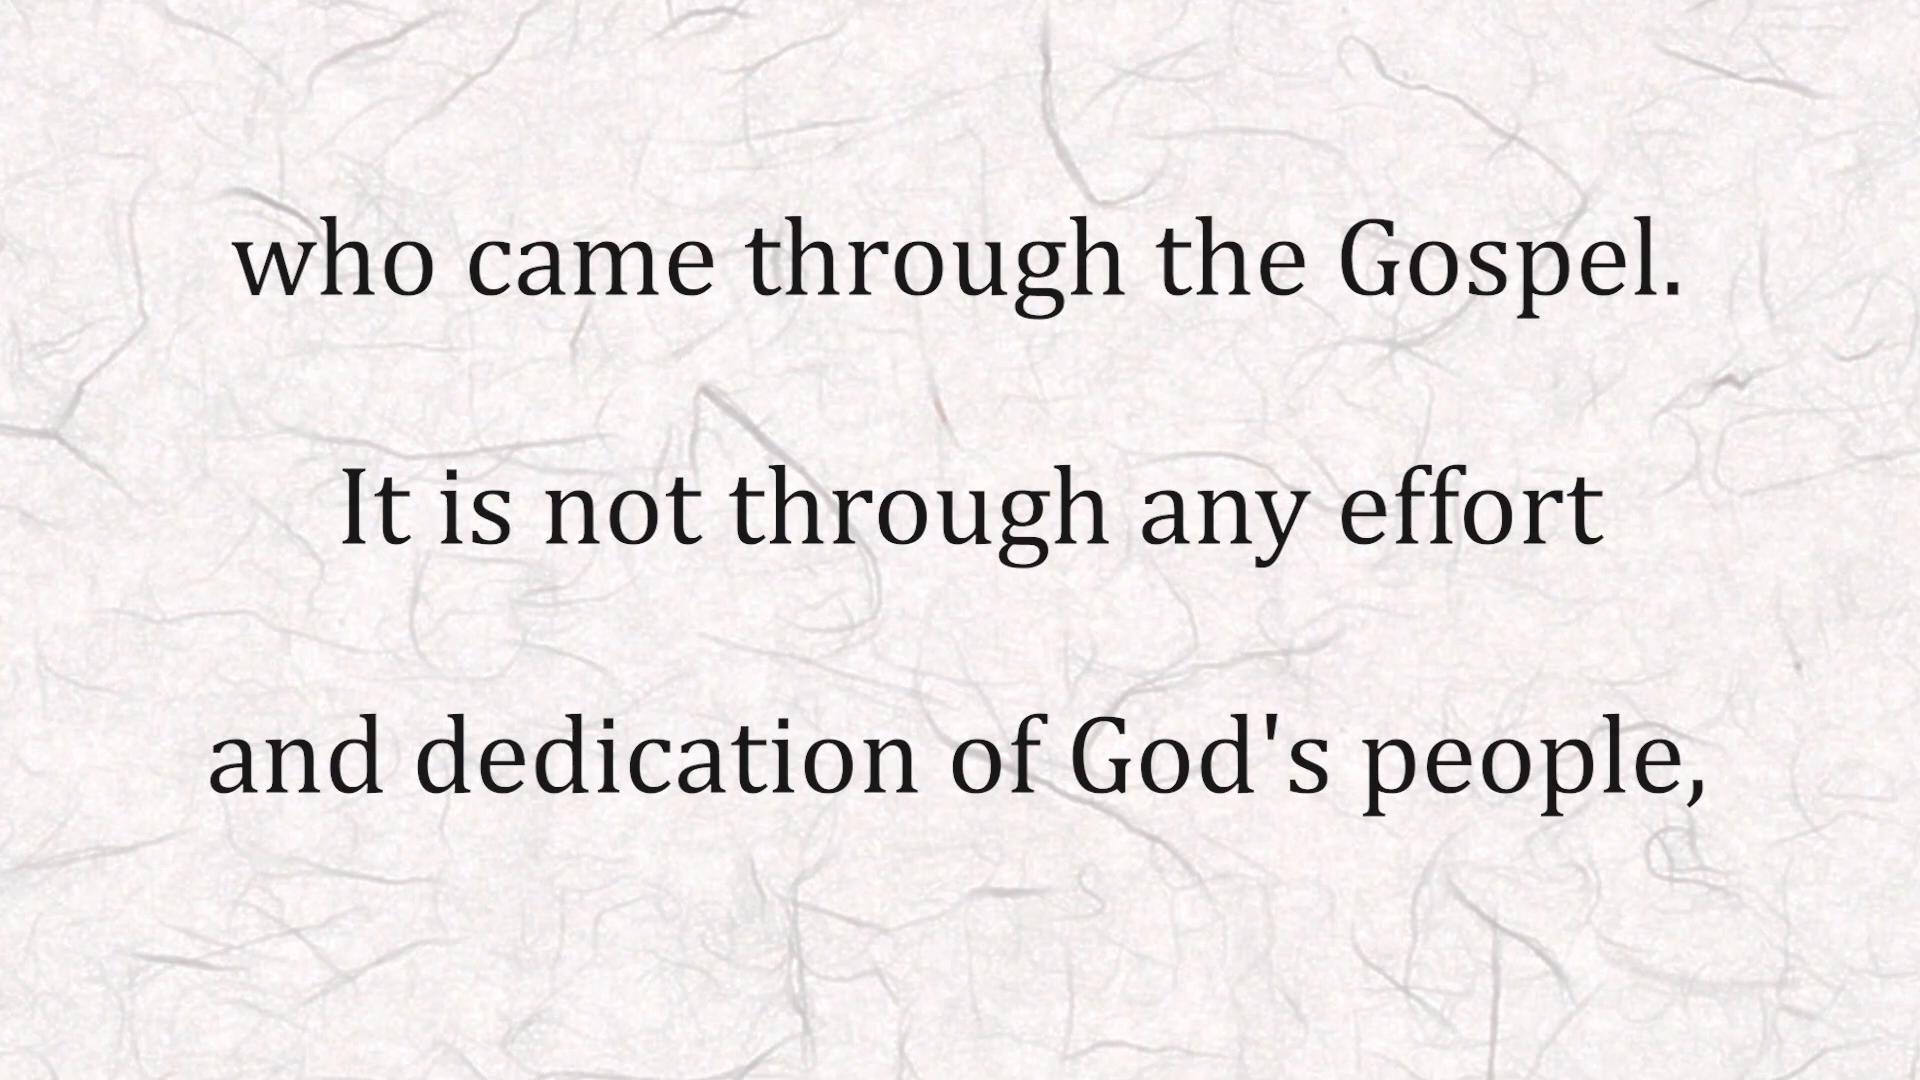 who came through the Gospel.
It is not through any effort
and dedication of God's people,